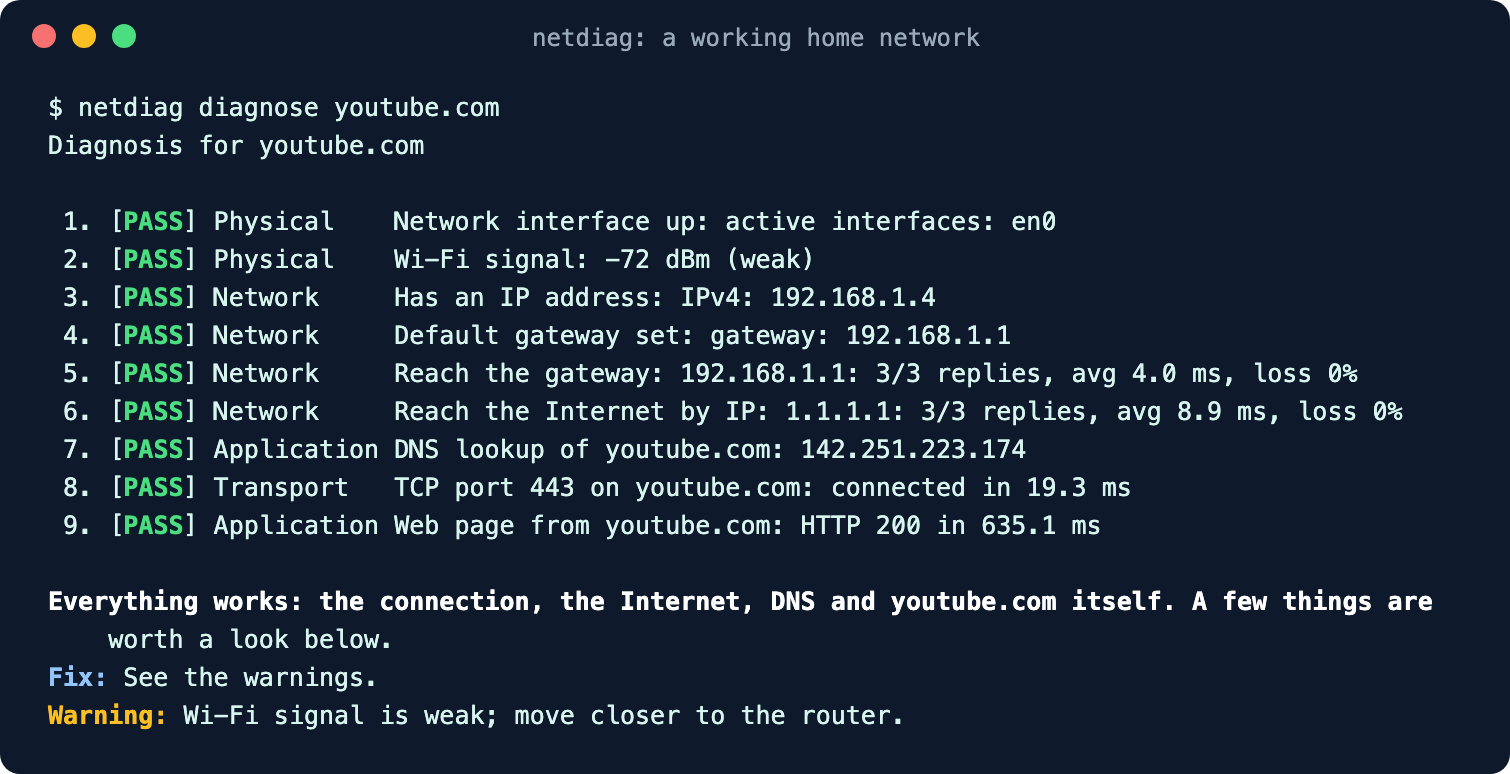 netdiag: a working home network
$ netdiag diagnose youtube.com
Diagnosis for youtube.com
1. [PASS] Physical    Network interface up: active interfaces: en0
2. [PASS] Physical    Wi-Fi signal: -72 dBm (weak)
3. [PASS] Network     Has an IP address: IPv4: 192.168.1.4
4. [PASS] Network     Default gateway set: gateway: 192.168.1.1
5. [PASS] Network     Reach the gateway: 192.168.1.1: 3/3 replies, avg 4.0 ms, loss 0%
6. [PASS] Network     Reach the Internet by IP: 1.1.1.1: 3/3 replies, avg 8.9 ms, loss 0%
7. [PASS] Application DNS lookup of youtube.com: 142.251.223.174
8. [PASS] Transport   TCP port 443 on youtube.com: connected in 19.3 ms
9. [PASS] Application Web page from youtube.com: HTTP 200 in 635.1 ms
Everything works: the connection, the Internet, DNS and youtube.com itself. A few things are
worth a look below.
Fix: See the warnings.
Warning: Wi-Fi signal is weak; move closer to the router.